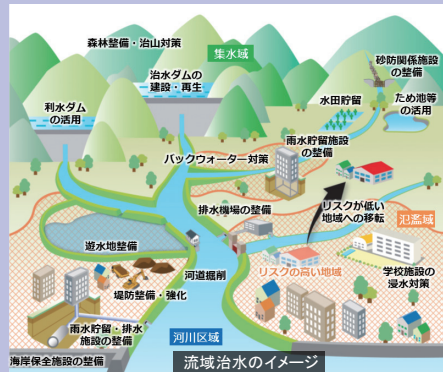 森林整備・治山対策
集水域
砂防関係施設
の整備
治水ダムの
建設・再生
利水ダム
の活用
水田貯留
ため池等
の活用
雨水貯留施設
の整備
バックウォーター対策
排水機場の整備
リスクが低い
地域への移転
氾濫域
遊水地整備
河道掘削
リスクの高い地域
学校施設の
浸水対策
堤防整備・強化
雨水貯留・排水
施設の整備
河川区域
海岸保全施設の整備
流域治水のイメージ